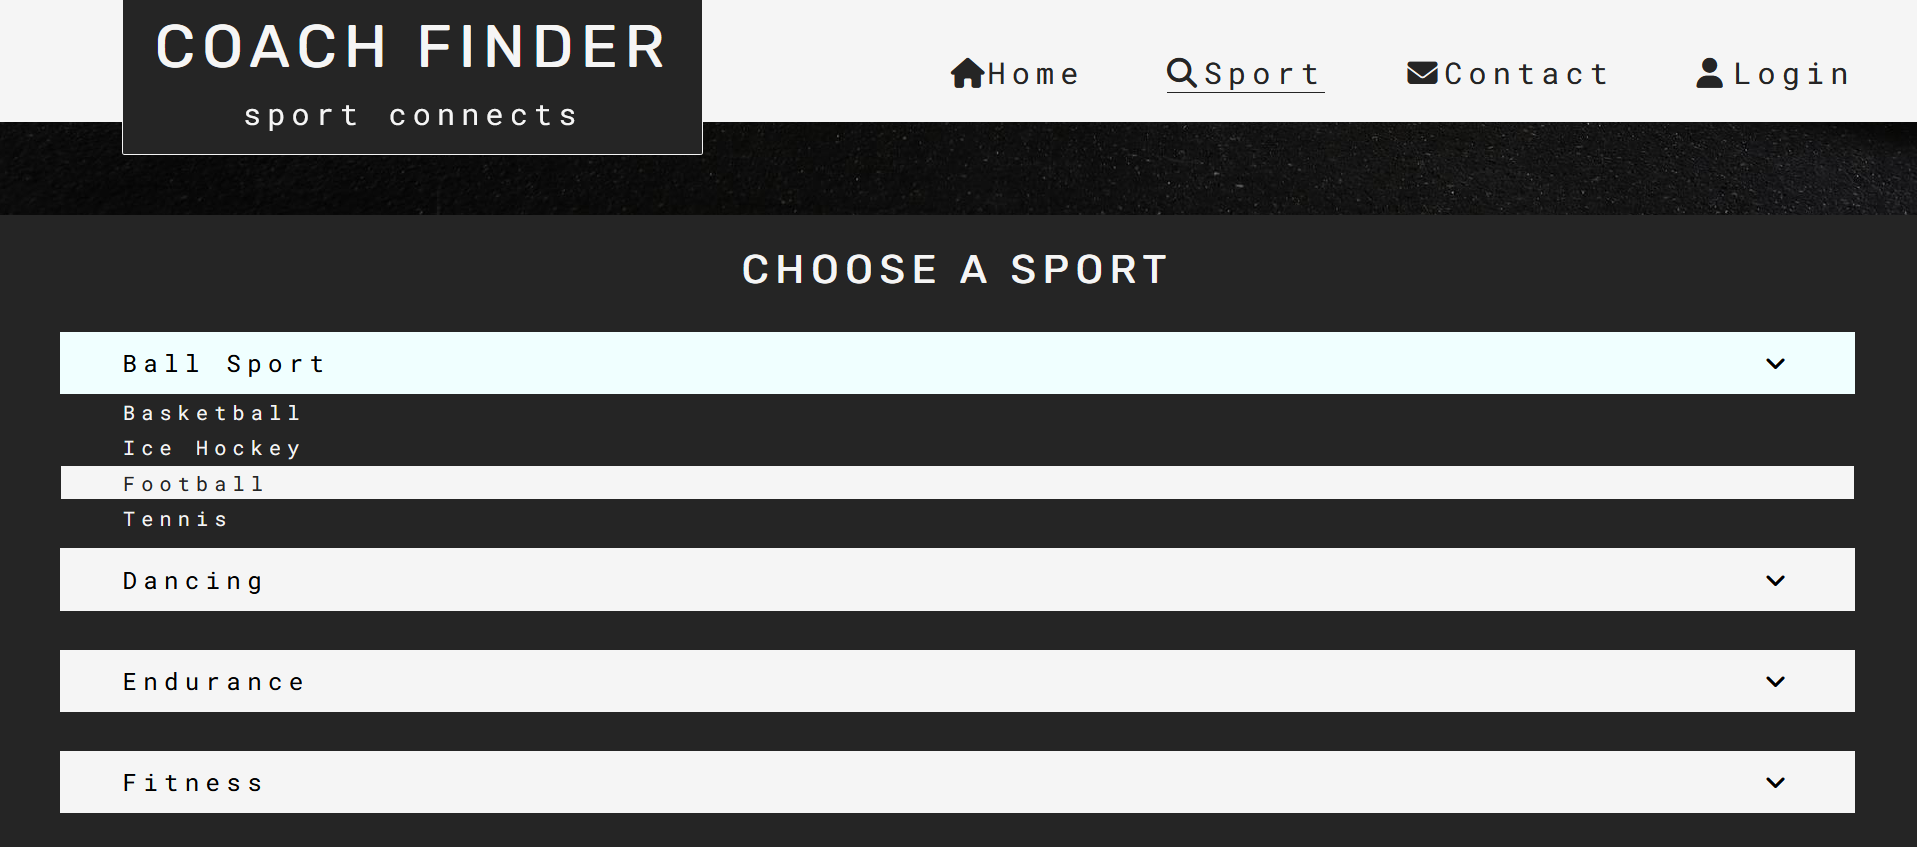 COACH FINDER
sport connects
Home Sport Contact Login
CHOOSE A SPORT
Ball Sport
Basketball
Ice Hockey
Football
Tennis
Dancing
Endurance
Fitness